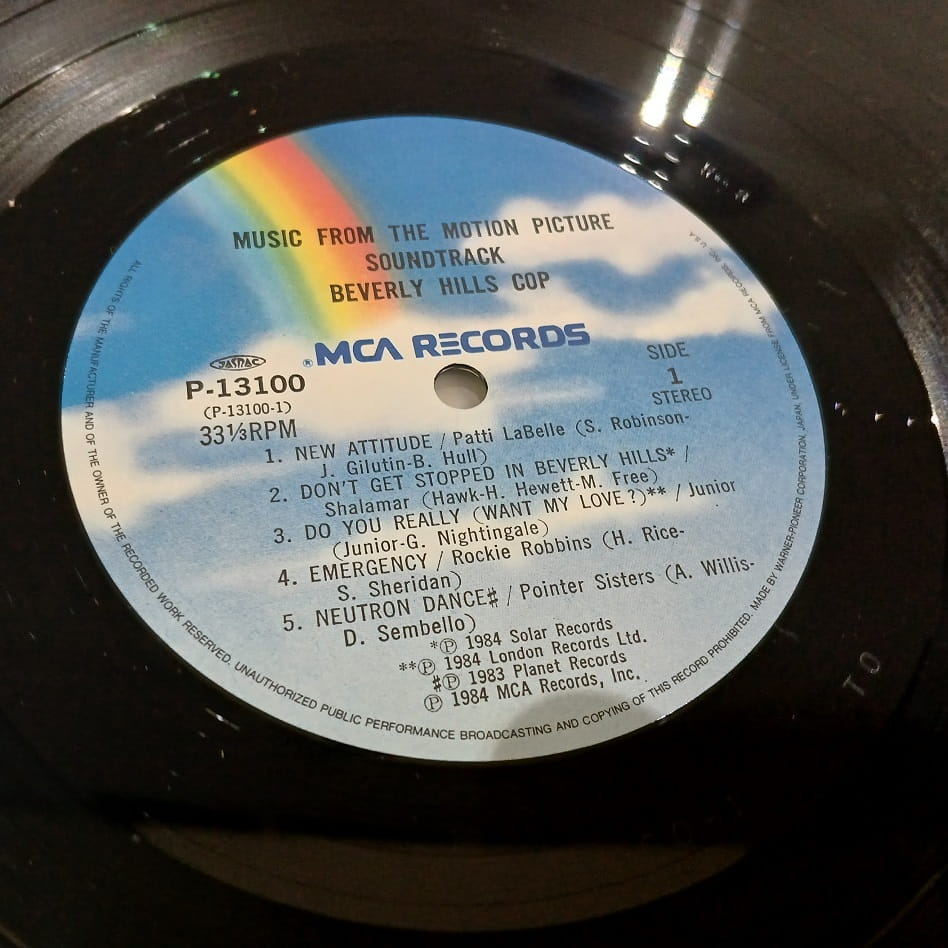 MUSIC FROM THE MOTION PICTURE
SOUNDTRACK
BEVERLY HILLS COP
®MCA RECORDS
JASRAC
P-13100
(P-13100-1)
33⅓RPM
SIDE
1
STEREO
1. NEW ATTITUDE / Patti LaBelle (S. Robinson-
J. Gilutin-B. Hull)
2. DON'T GET STOPPED IN BEVERLY HILLS* /
Shalamar (Hawk-H. Hewett-M. Free)
3. DO YOU REALLY (WANT MY LOVE?)** / Junior
(Junior-G. Nightingale)
4. EMERGENCY / Rockie Robbins (H. Rice-
S. Sheridan)
5. NEUTRON DANCE♯ / Pointer Sisters (A. Willis-
D. Sembello)
*Ⓟ 1984 Solar Records
**Ⓟ 1984 London Records Ltd.
♯Ⓟ 1983 Planet Records
Ⓟ 1984 MCA Records, Inc.
ALL RIGHTS OF THE MANUFACTURER AND OF THE OWNER OF THE RECORDED WORK RESERVED. UNAUTHORIZED PUBLIC PERFORMANCE BROADCASTING AND COPYING OF THIS RECORD PROHIBITED. MADE BY WARNER-PIONEER CORPORATION, JAPAN, UNDER LICENSE FROM MCA RECORDS, INC., U.S.A.
TO